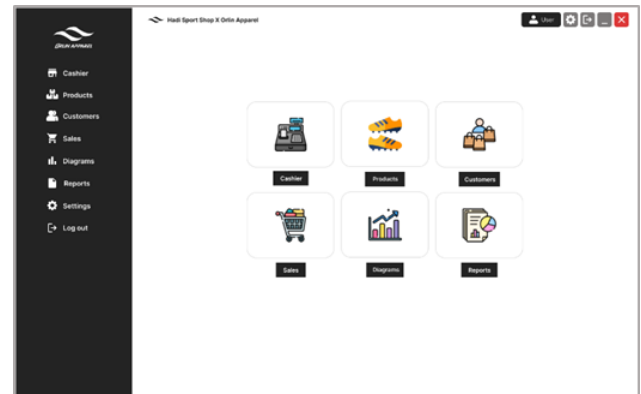 Hadi Sport Shop X Orlin Apparel
User
ORLIN APPAREL
Cashier
Products
Customers
Sales
Diagrams
Reports
Settings
Log out
Cashier
Products
Customers
Sales
Diagrams
Reports